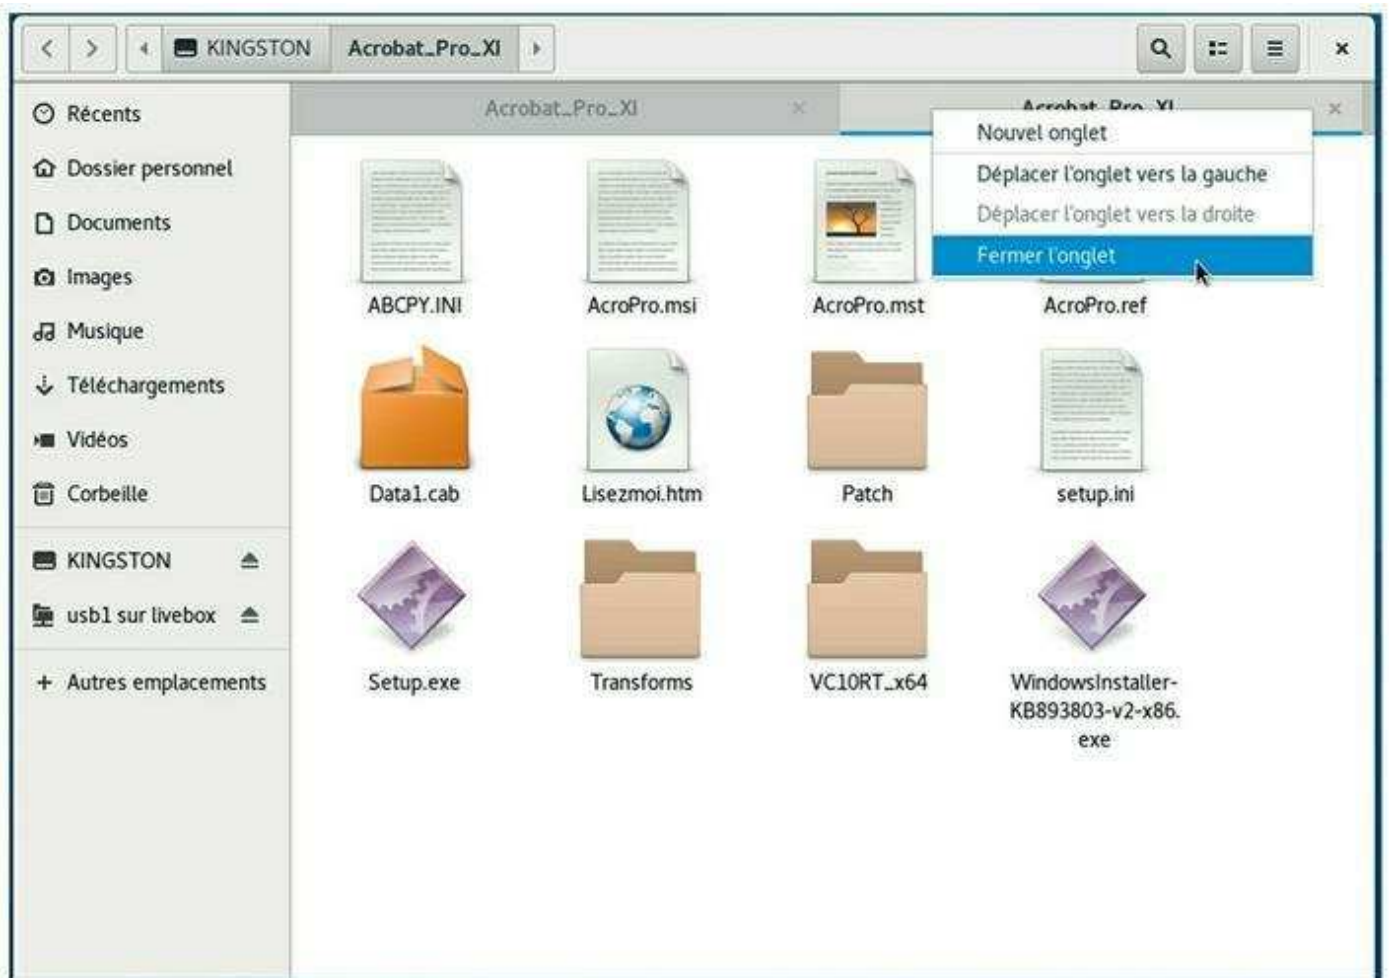 KINGSTON Acrobat_Pro_XI
Récents
Dossier personnel
Documents
Images
Musique
Téléchargements
Vidéos
Corbeille
KINGSTON
usb1 sur livebox
+ Autres emplacements
Acrobat_Pro_XI Acrobat_Pro_XI
Nouvel onglet
Déplacer l'onglet vers la gauche
Déplacer l'onglet vers la droite
Fermer l'onglet
ABCPY.INI AcroPro.msi AcroPro.mst AcroPro.ref
Data1.cab Lisezmoi.htm Patch setup.ini
Setup.exe Transforms VC10RT_x64 WindowsInstaller-
KB893803-v2-x86.
exe